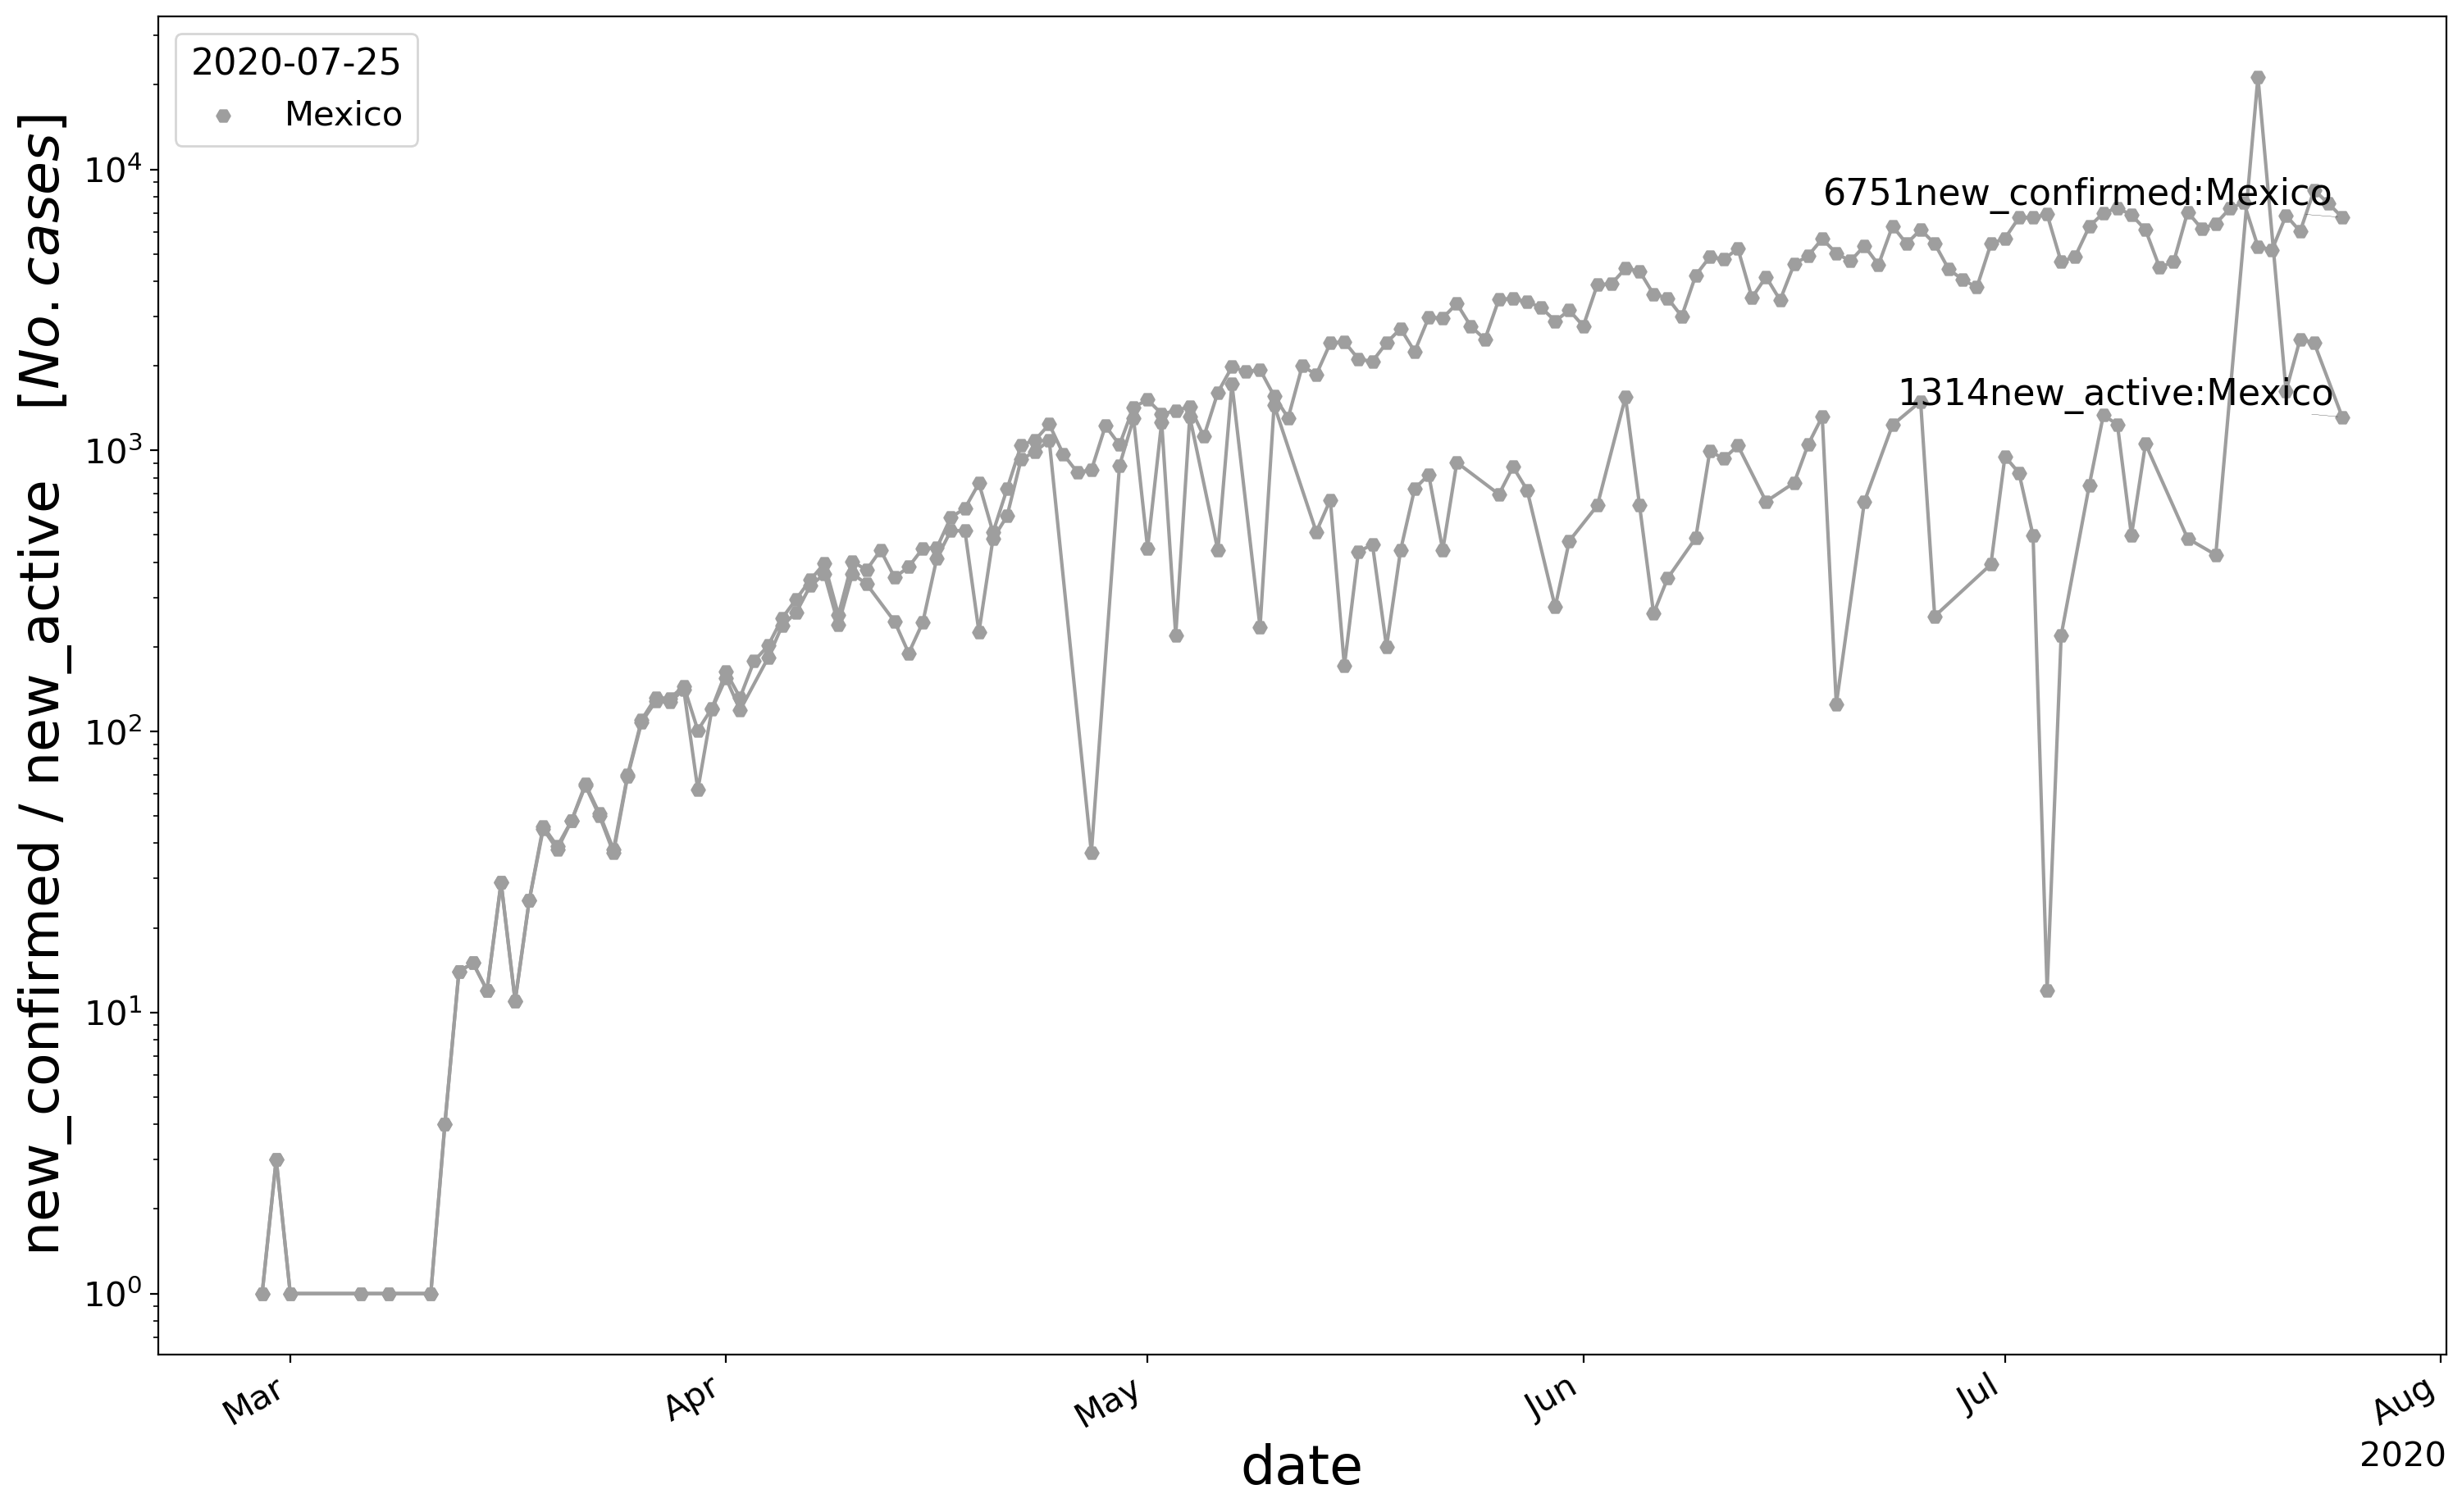 2020-07-25
Mexico
new_confirmed / new_active [No.cases]
10^4
10^3
10^2
10^1
10^0
6751new_confirmed:Mexico
1314new_active:Mexico
Mar
Apr
May
Jun
Jul
Aug
2020
date